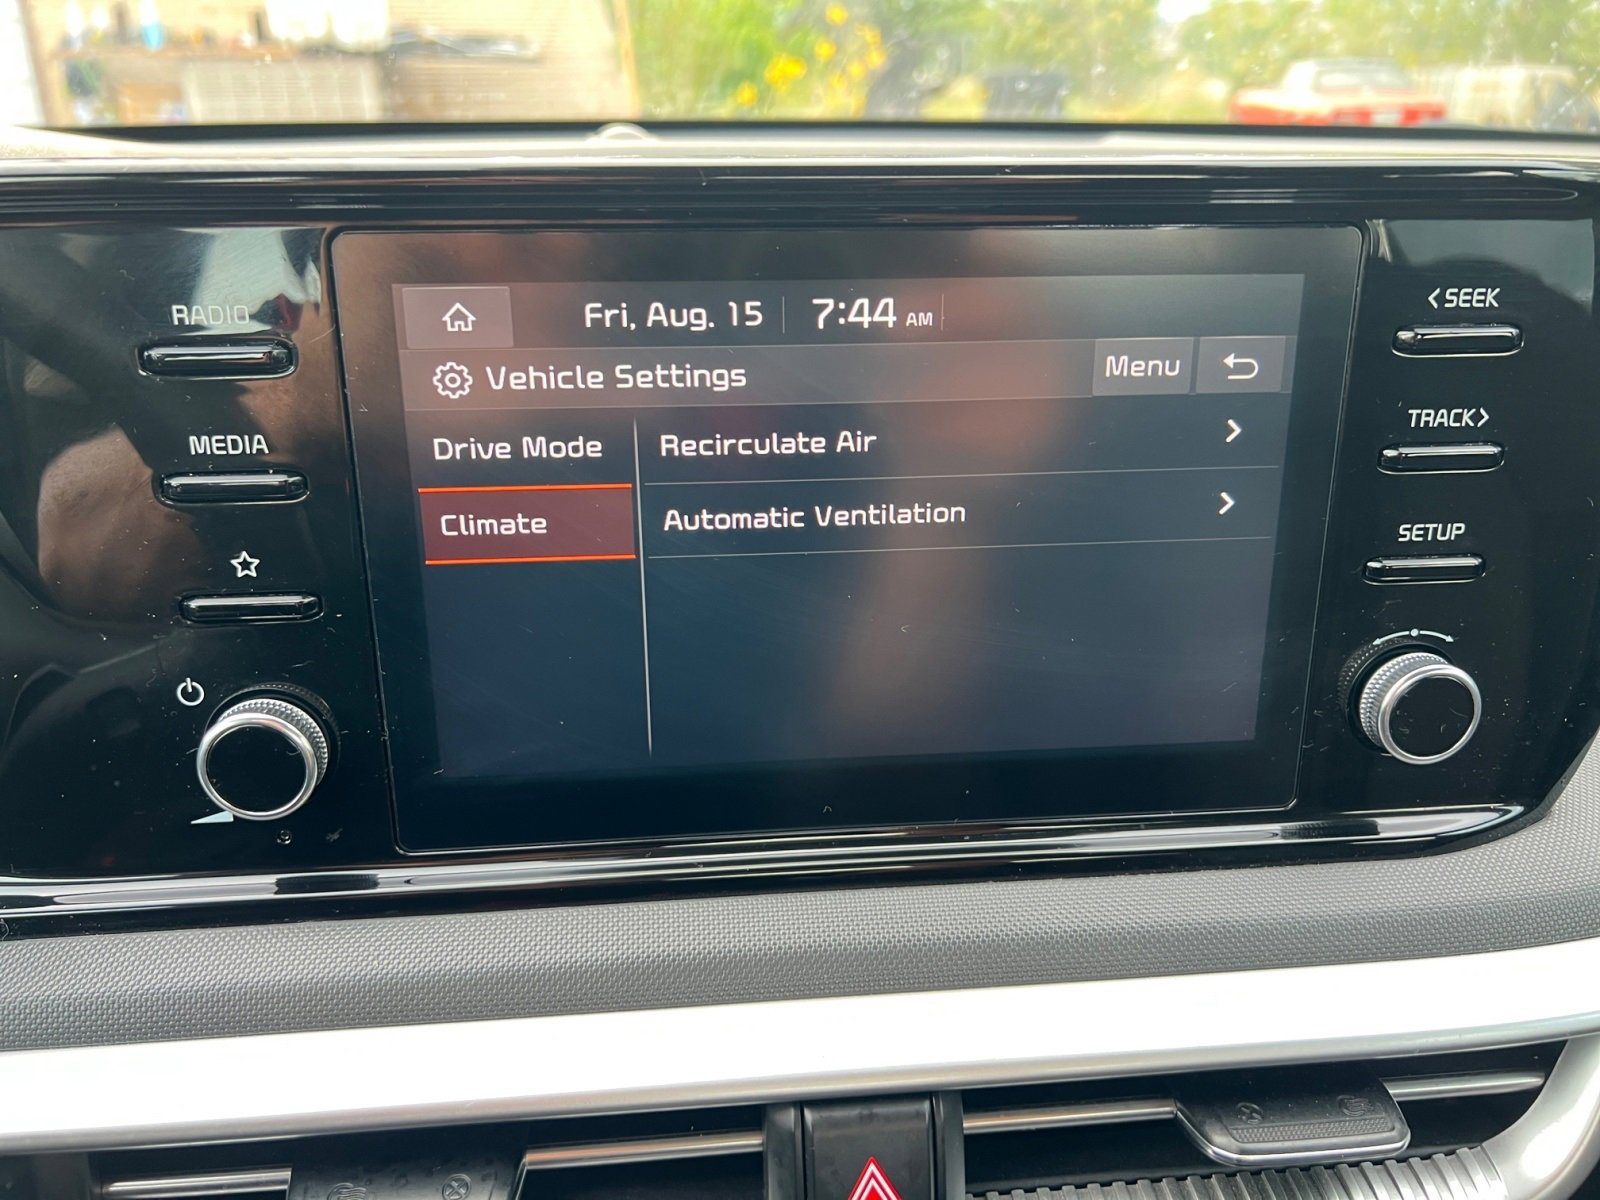 RADIO
MEDIA
Fri, Aug. 15 7:44 AM
Vehicle Settings
Menu
Drive Mode
Climate
Recirculate Air
Automatic Ventilation
< SEEK
TRACK >
SETUP